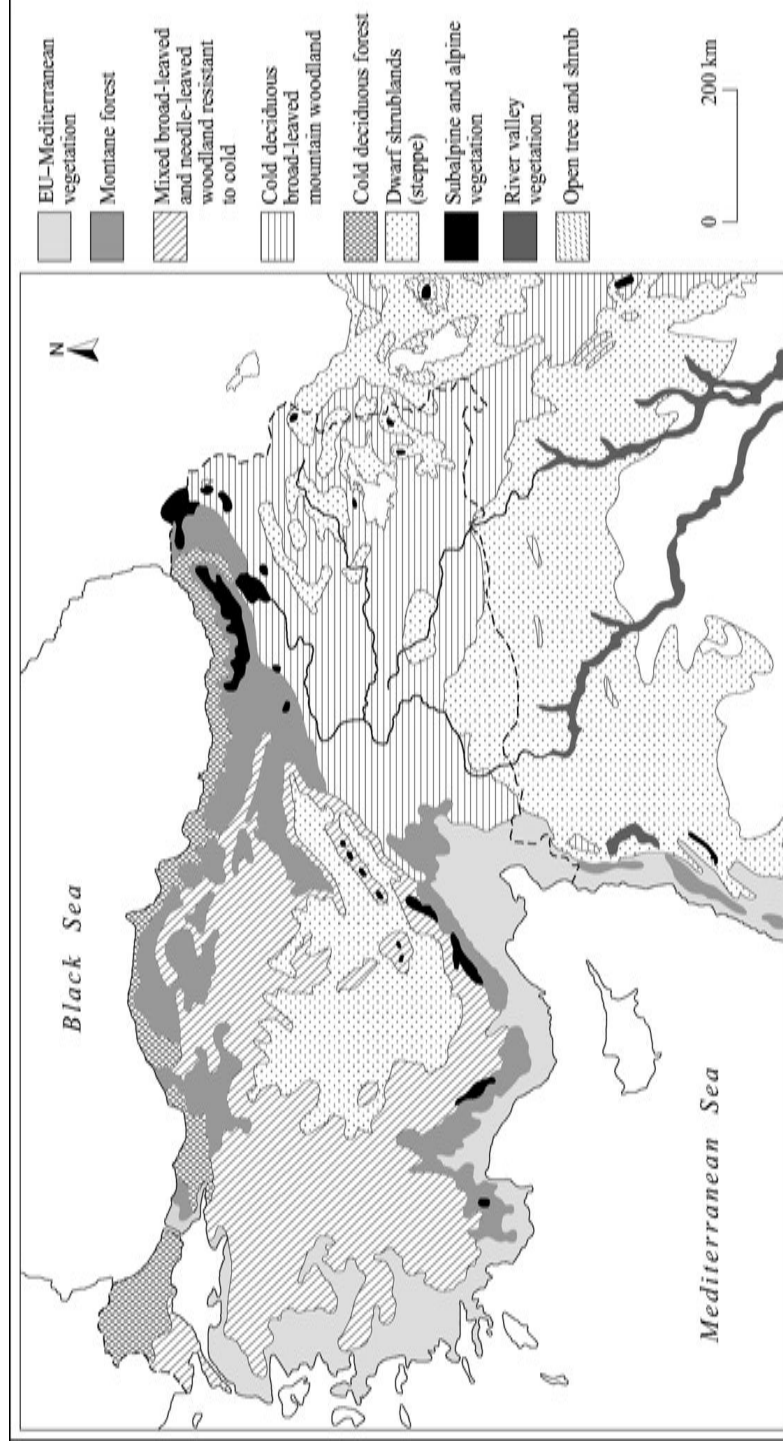 Black Sea
N
Mediterranean Sea
EU–Mediterranean
vegetation
Montane forest
Mixed broad-leaved
and needle-leaved
woodland resistant
to cold
Cold deciduous
broad-leaved
mountain woodland
Cold deciduous forest
Dwarf shrublands
(steppe)
Subalpine and alpine
vegetation
River valley
vegetation
Open tree and shrub
0 200 km